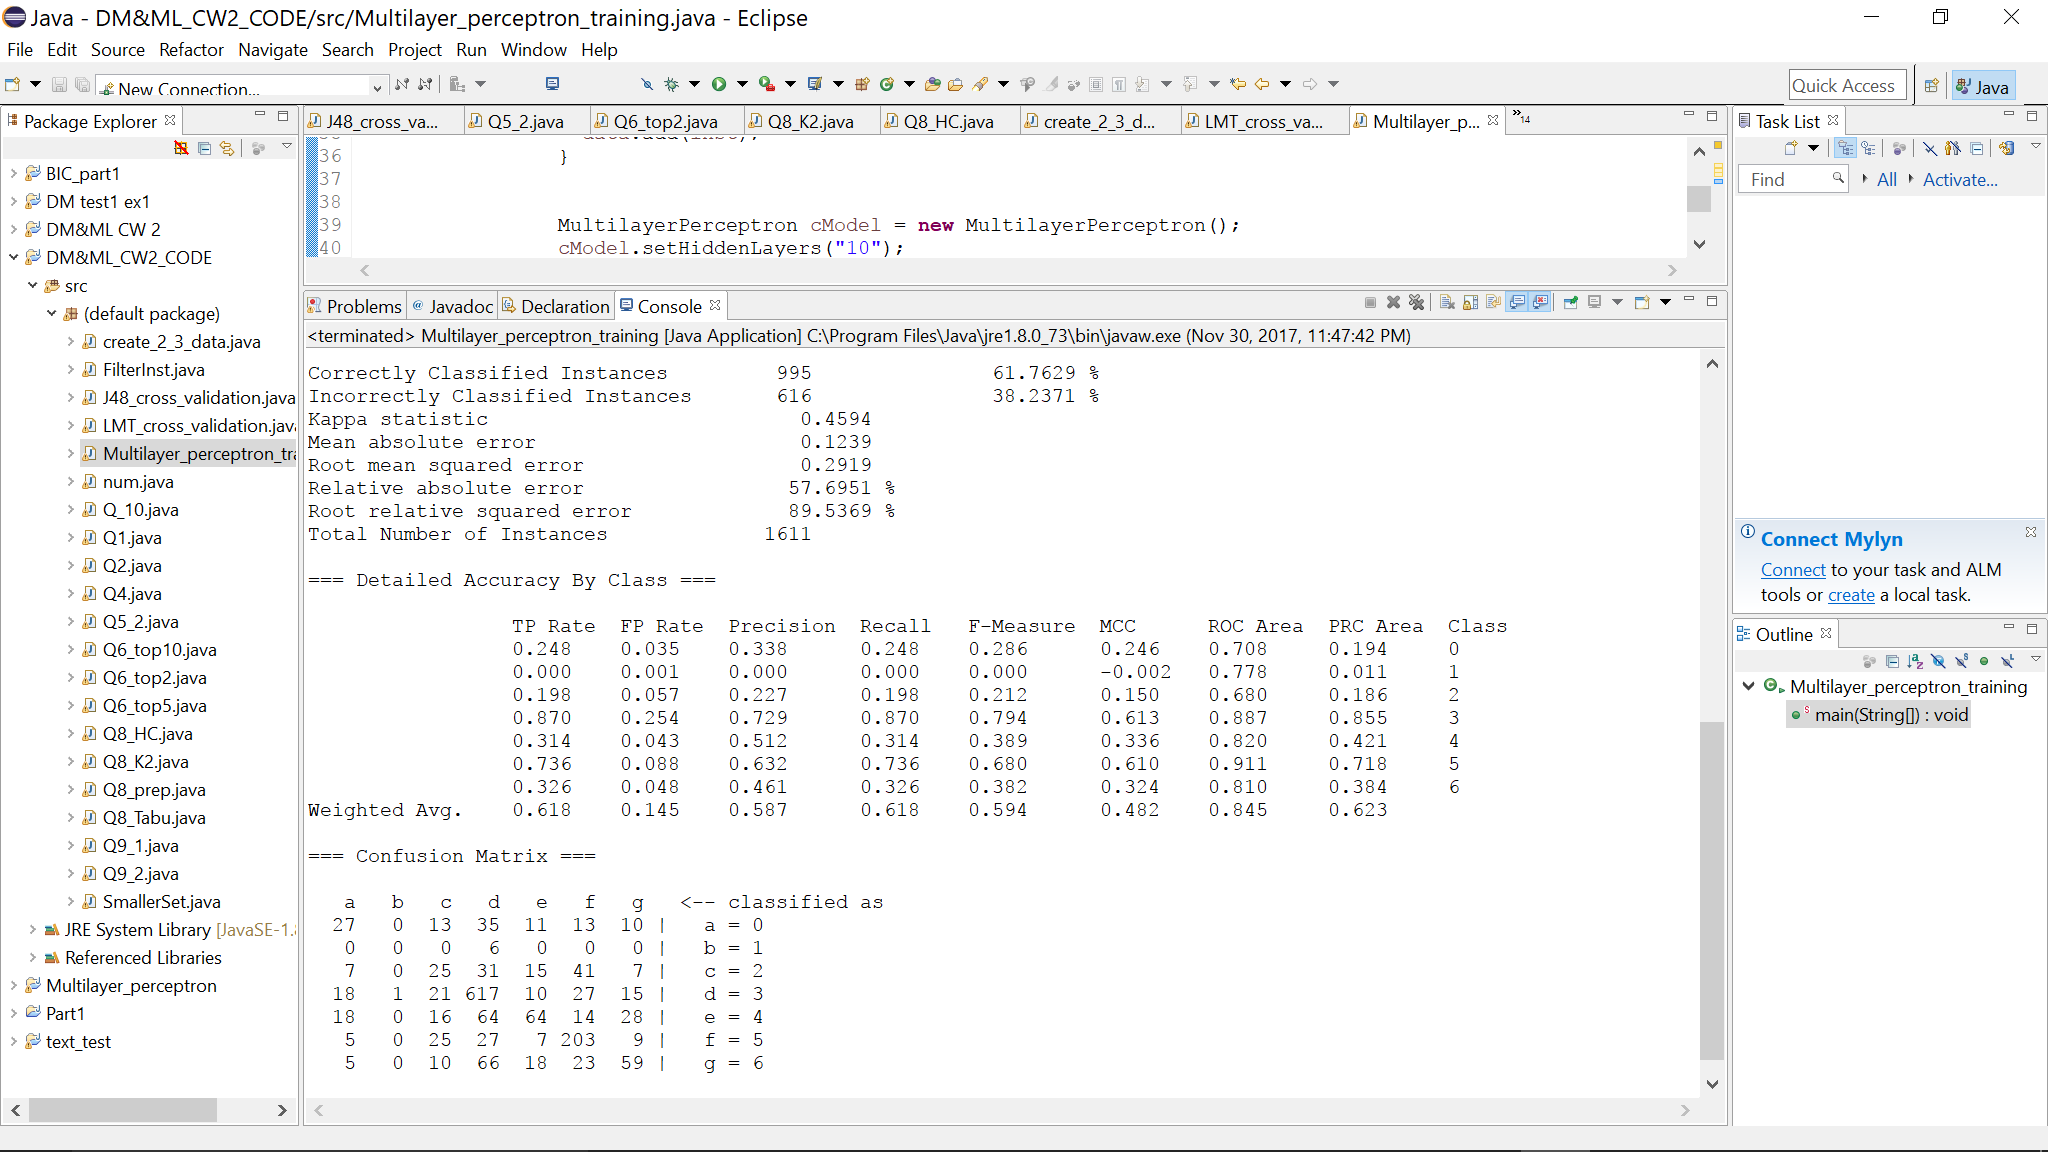 Java - DM&ML_CW2_CODE/src/Multilayer_perceptron_training.java - Eclipse
File Edit Source Refactor Navigate Search Project Run Window Help
New Connection...
Quick Access
Java
Package Explorer
BIC_part1
DM test1 ex1
DM&ML CW 2
DM&ML_CW2_CODE
src
(default package)
create_2_3_data.java
FilterInst.java
J48_cross_validation.java
LMT_cross_validation.jav
Multilayer_perceptron_tra
num.java
Q_10.java
Q1.java
Q2.java
Q4.java
Q5_2.java
Q6_top10.java
Q6_top2.java
Q6_top5.java
Q8_HC.java
Q8_K2.java
Q8_prep.java
Q8_Tabu.java
Q9_1.java
Q9_2.java
SmallerSet.java
JRE System Library [JavaSE-1.
Referenced Libraries
Multilayer_perceptron
Part1
text_test
J48_cross_va... Q5_2.java Q6_top2.java Q8_K2.java Q8_HC.java create_2_3_d... LMT_cross_va... Multilayer_p... »14
36 }
37
38
39 MultilayerPerceptron cModel = new MultilayerPerceptron();
40 cModel.setHiddenLayers("10");
Problems @ Javadoc Declaration Console
<terminated> Multilayer_perceptron_training [Java Application] C:\Program Files\Java\jre1.8.0_73\bin\javaw.exe (Nov 30, 2017, 11:47:42 PM)
Correctly Classified Instances 995 61.7629 %
Incorrectly Classified Instances 616 38.2371 %
Kappa statistic 0.4594
Mean absolute error 0.1239
Root mean squared error 0.2919
Relative absolute error 57.6951 %
Root relative squared error 89.5369 %
Total Number of Instances 1611
=== Detailed Accuracy By Class ===
TP Rate FP Rate Precision Recall F-Measure MCC ROC Area PRC Area Class
0.248 0.035 0.338 0.248 0.286 0.246 0.708 0.194 0
0.000 0.001 0.000 0.000 0.000 -0.002 0.778 0.011 1
0.198 0.057 0.227 0.198 0.212 0.150 0.680 0.186 2
0.870 0.254 0.729 0.870 0.794 0.613 0.887 0.855 3
0.314 0.043 0.512 0.314 0.389 0.336 0.820 0.421 4
0.736 0.088 0.632 0.736 0.680 0.610 0.911 0.718 5
0.326 0.048 0.461 0.326 0.382 0.324 0.810 0.384 6
Weighted Avg. 0.618 0.145 0.587 0.618 0.594 0.482 0.845 0.623
=== Confusion Matrix ===
a b c d e f g <-- classified as
27 0 13 35 11 13 10 | a = 0
0 0 0 6 0 0 0 | b = 1
7 0 25 31 15 41 7 | c = 2
18 1 21 617 10 27 15 | d = 3
18 0 16 64 64 14 28 | e = 4
5 0 25 27 7 203 9 | f = 5
5 0 10 66 18 23 59 | g = 6
Task List
Find All Activate...
Connect Mylyn
Connect to your task and ALM
tools or create a local task.
Outline
Multilayer_perceptron_training
main(String[]) : void